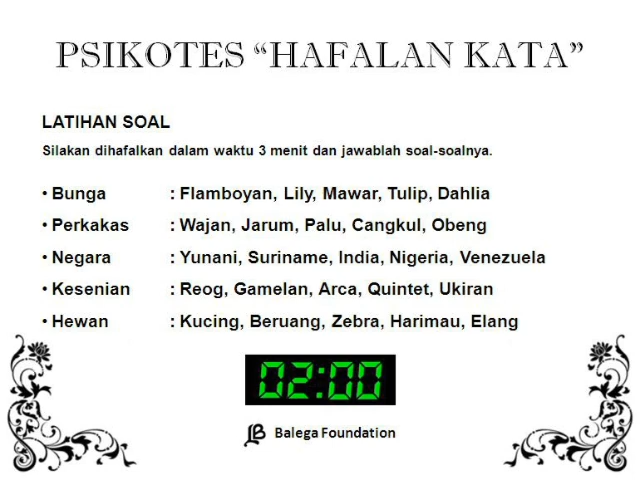 PSIKOTES “HAFALAN KATA”
LATIHAN SOAL
Silakan dihafalkan dalam waktu 3 menit dan jawablah soal-soalnya.
• Bunga : Flamboyan, Lily, Mawar, Tulip, Dahlia
• Perkakas : Wajan, Jarum, Palu, Cangkul, Obeng
• Negara : Yunani, Suriname, India, Nigeria, Venezuela
• Kesenian : Reog, Gamelan, Arca, Quintet, Ukiran
• Hewan : Kucing, Beruang, Zebra, Harimau, Elang
02:00
Balega Foundation